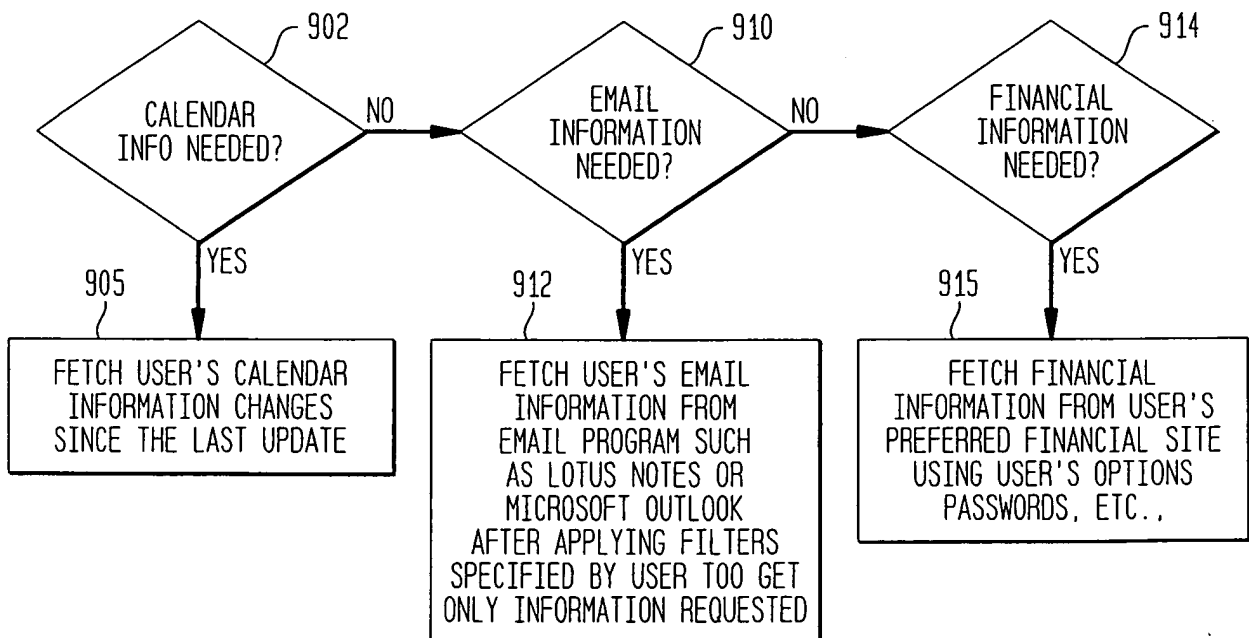 902
CALENDAR
INFO NEEDED?
NO
YES
905
FETCH USER'S CALENDAR
INFORMATION CHANGES
SINCE THE LAST UPDATE
910
EMAIL
INFORMATION
NEEDED?
NO
YES
912
FETCH USER'S EMAIL
INFORMATION FROM
EMAIL PROGRAM SUCH
AS LOTUS NOTES OR
MICROSOFT OUTLOOK
AFTER APPLYING FILTERS
SPECIFIED BY USER TOO GET
ONLY INFORMATION REQUESTED
914
FINANCIAL
INFORMATION
NEEDED?
YES
915
FETCH FINANCIAL
INFORMATION FROM USER'S
PREFERRED FINANCIAL SITE
USING USER'S OPTIONS
PASSWORDS, ETC.,